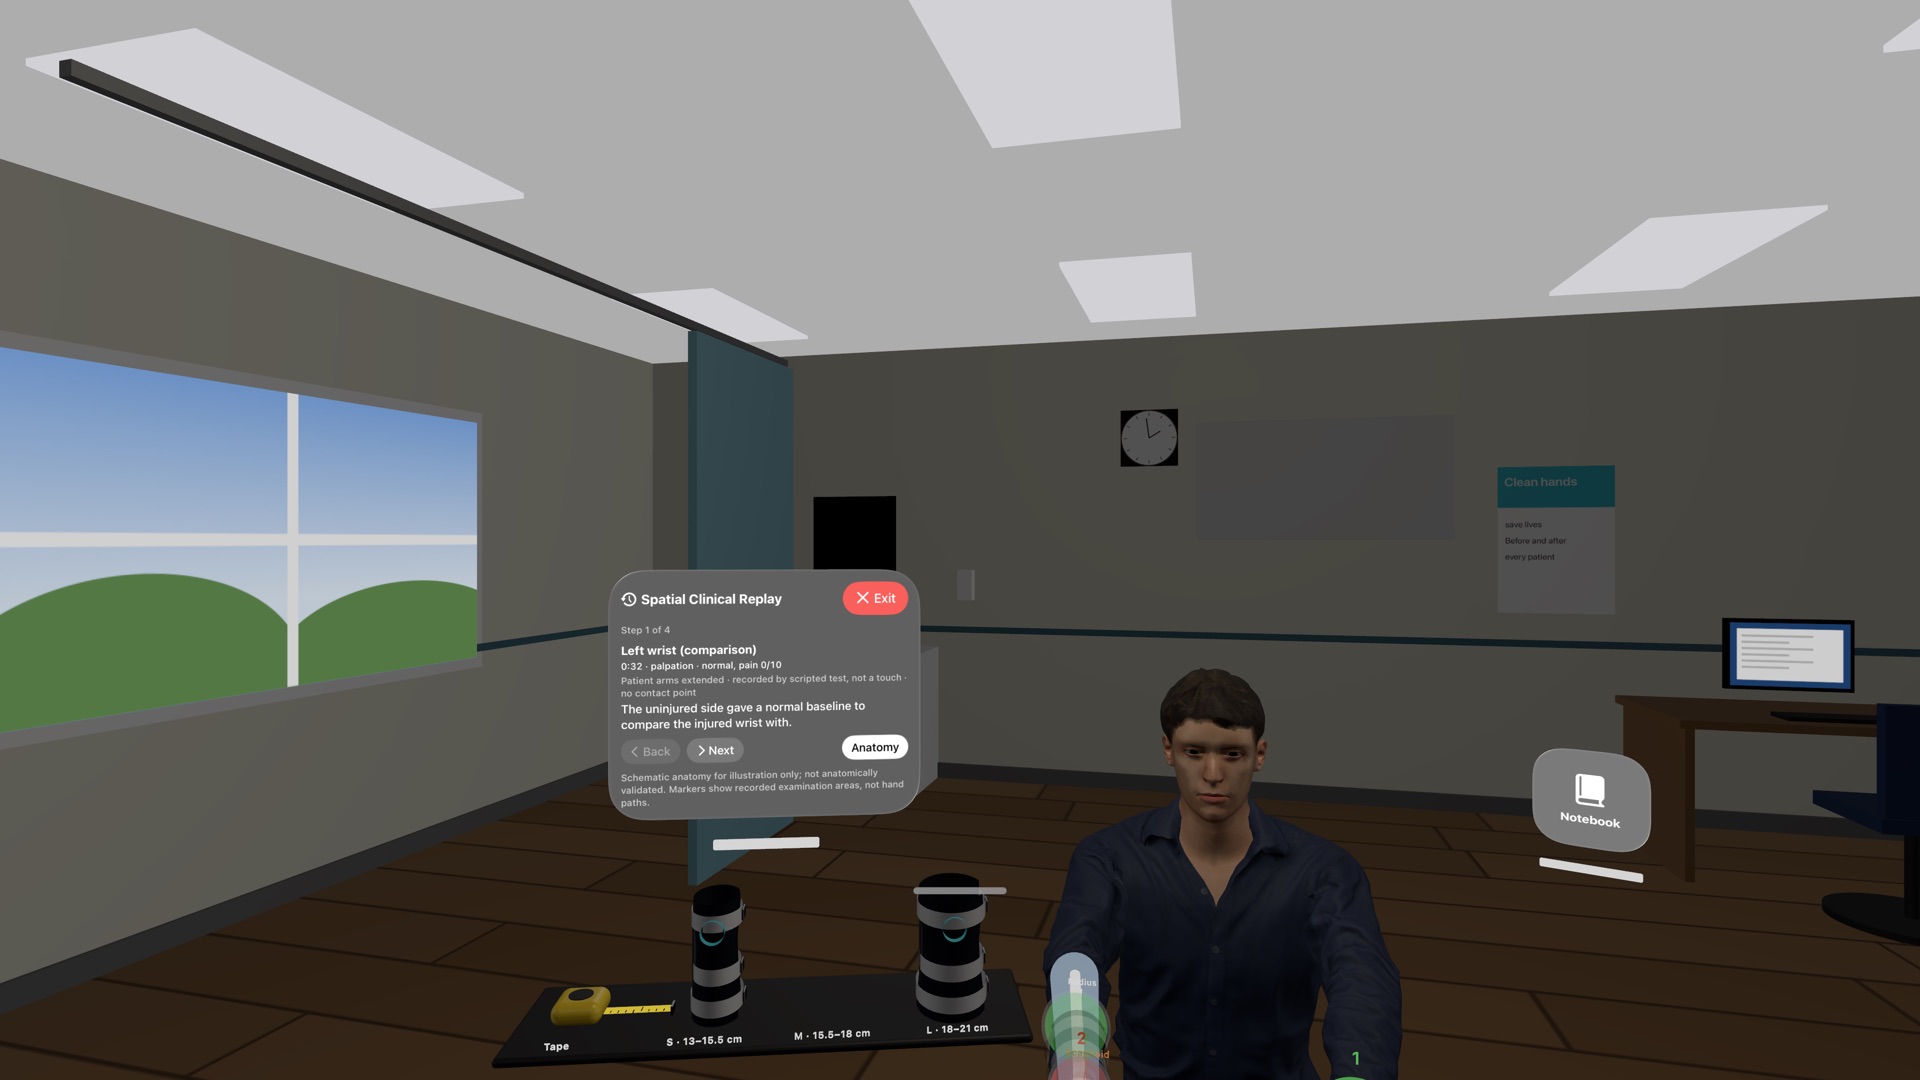 Clean hands
save lives
Before and after
every patient
Spatial Clinical Replay
Exit
Step 1 of 4
Left wrist (comparison)
0:32 · palpation · normal, pain 0/10
Patient arms extended · recorded by scripted test, not a touch ·
no contact point
The uninjured side gave a normal baseline to
compare the injured wrist with.
Back
Next
Anatomy
Schematic anatomy for illustration only; not anatomically
validated. Markers show recorded examination areas, not hand
paths.
Notebook
Tape
S · 13–15.5 cm
M · 15.5–18 cm
L · 18–21 cm
2
1